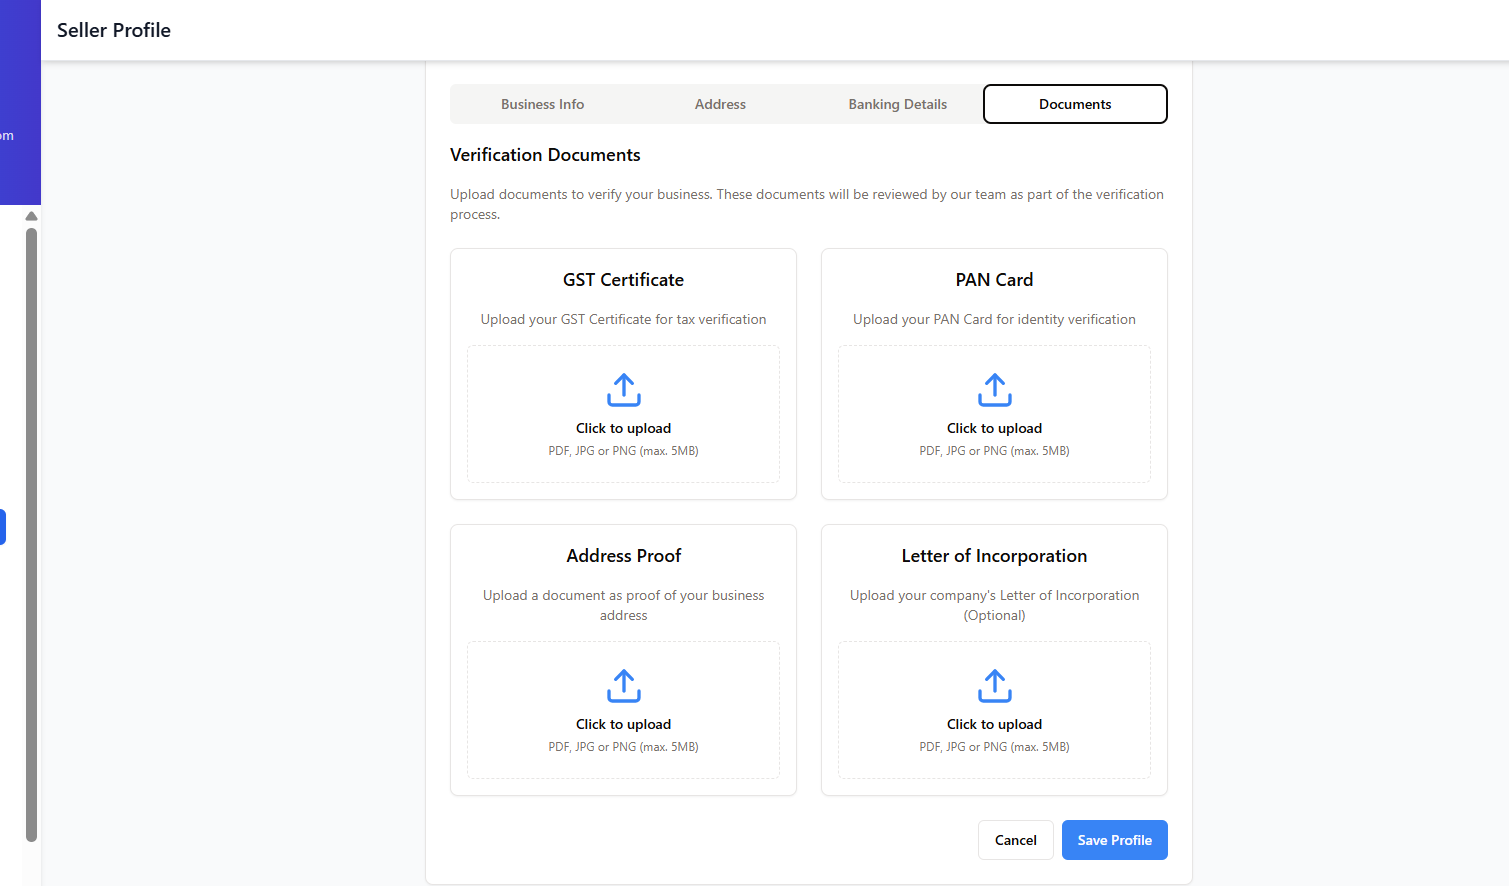 Seller Profile
om
Business Info
Address
Banking Details
Documents
Verification Documents
Upload documents to verify your business. These documents will be reviewed by our team as part of the verification
process.
GST Certificate
Upload your GST Certificate for tax verification
Click to upload
PDF, JPG or PNG (max. 5MB)
PAN Card
Upload your PAN Card for identity verification
Click to upload
PDF, JPG or PNG (max. 5MB)
Address Proof
Upload a document as proof of your business
address
Click to upload
PDF, JPG or PNG (max. 5MB)
Letter of Incorporation
Upload your company's Letter of Incorporation
(Optional)
Click to upload
PDF, JPG or PNG (max. 5MB)
Cancel
Save Profile